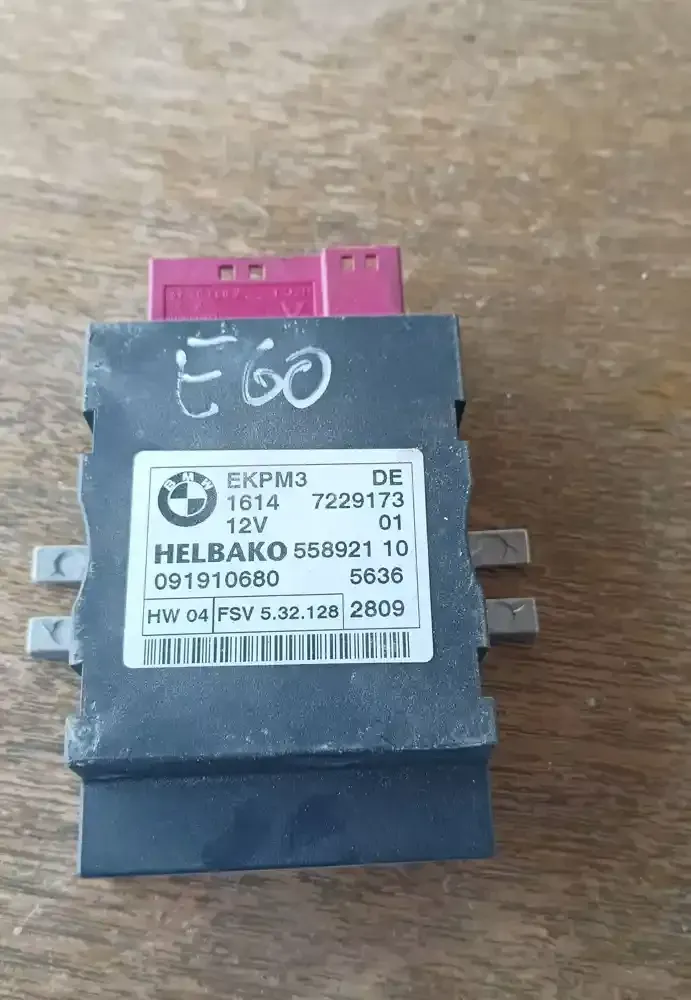 E60
BMW
EKPM3 DE
1614 7229173
12V 01
HELBAKO 558921 10
091910680 5636
HW 04 FSV 5.32.128 2809